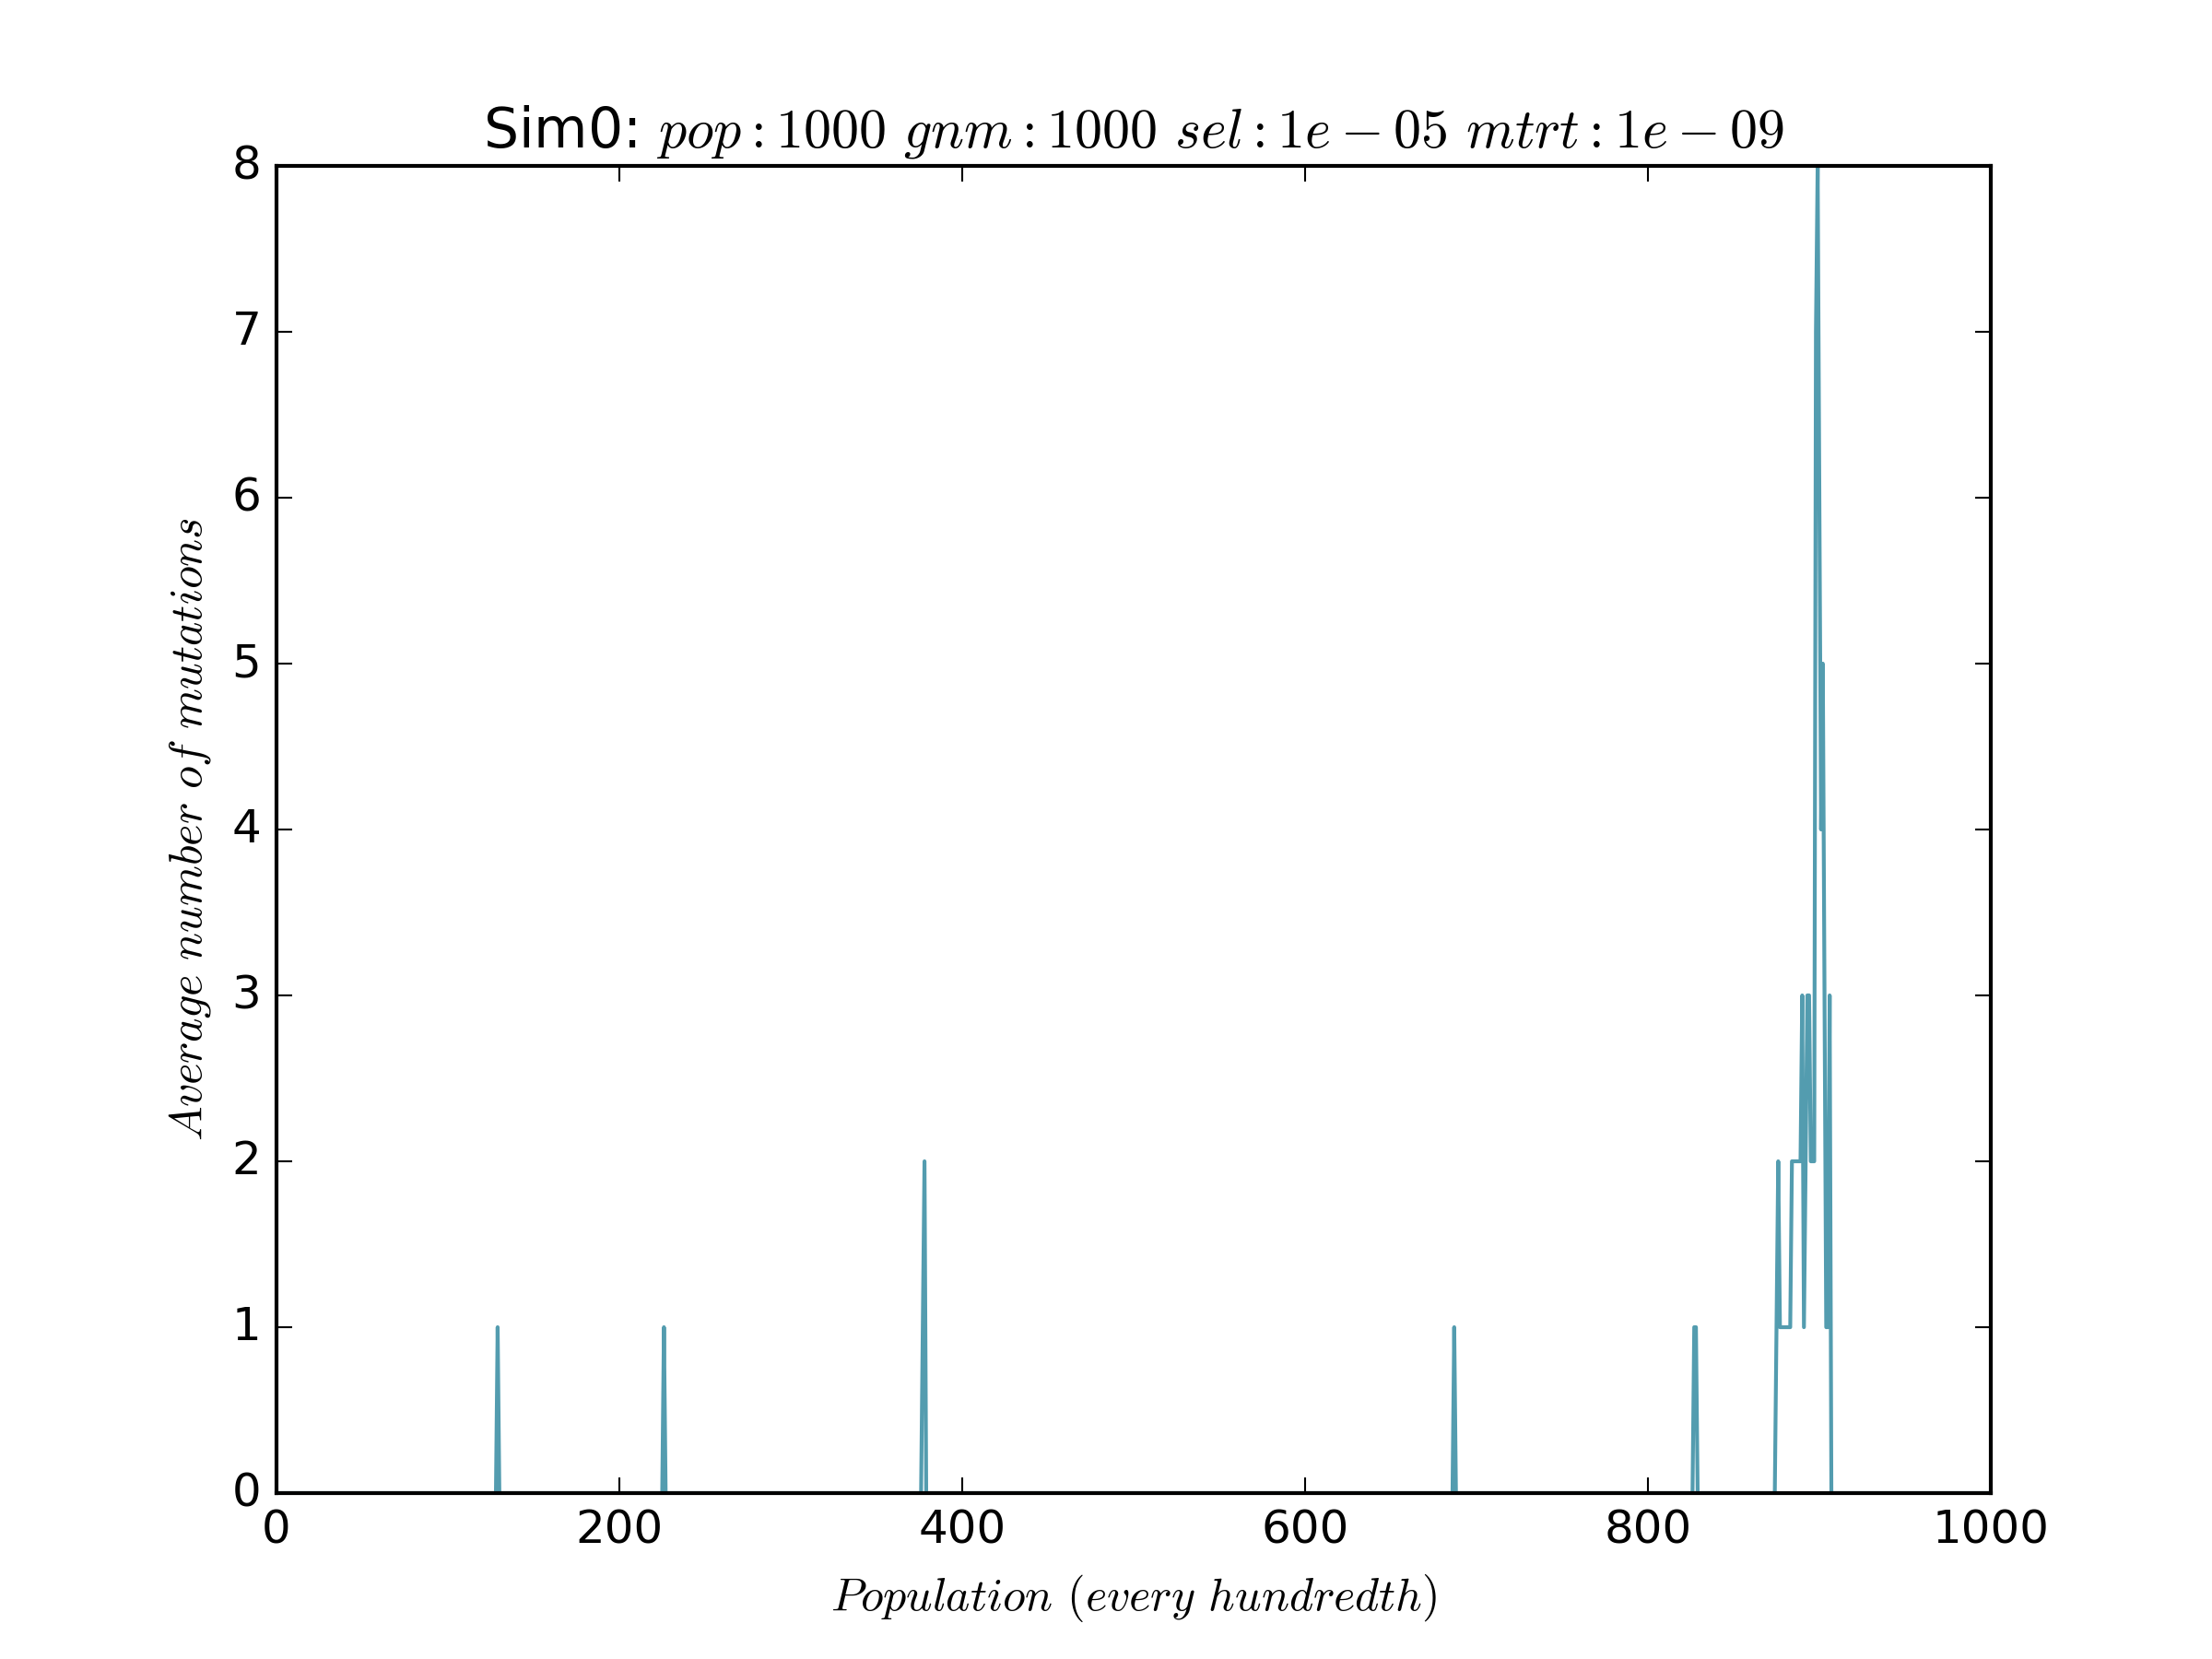 Sim0: pop : 1000 gnm : 1000 sel : 1e − 05 mtrt : 1e − 09
8
7
6
5
4
3
2
1
0
Average number of mutations
0 200 400 600 800 1000
Population (every hundredth)